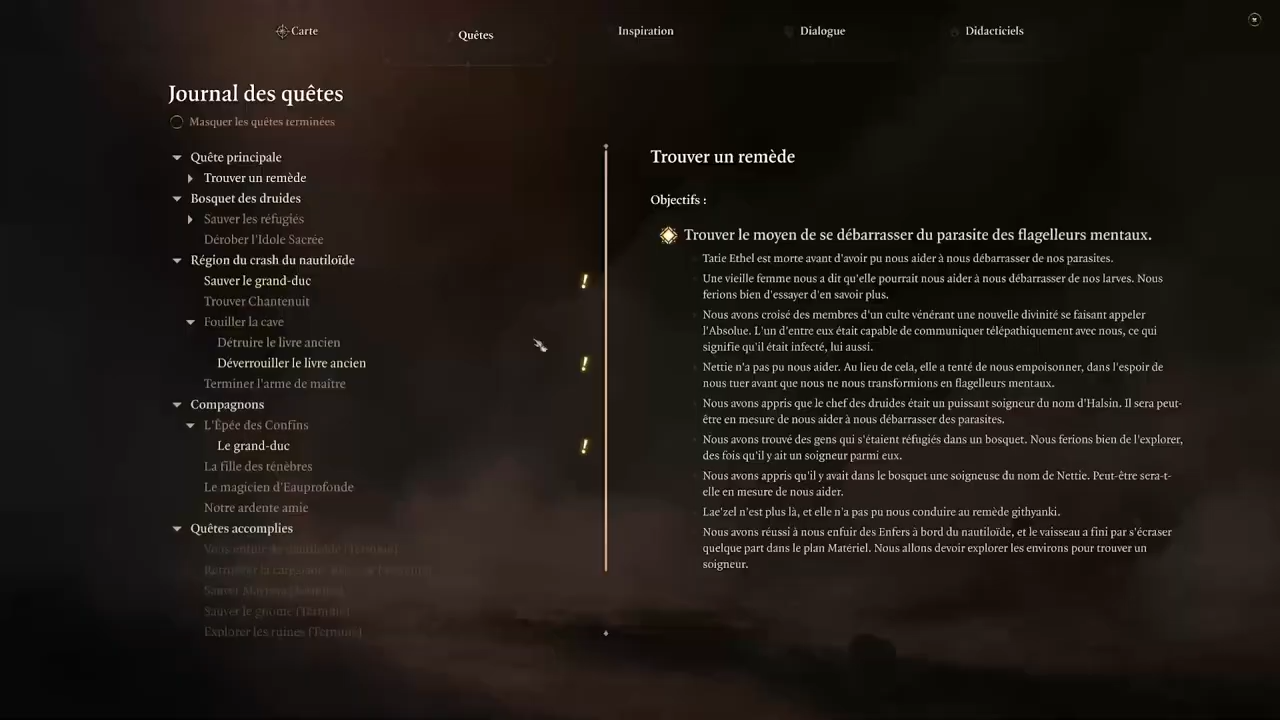 Carte
Quêtes
Inspiration
Dialogue
Didacticiels
Journal des quêtes
Masquer les quêtes terminées
Quête principale
Trouver un remède
Bosquet des druides
Sauver les réfugiés
Dérober l'Idole Sacrée
Région du crash du nautiloïde
Sauver le grand-duc
Trouver Chantenuit
Fouiller la cave
Détruire le livre ancien
Déverrouiller le livre ancien
Terminer l'arme de maître
Compagnons
L'Épée des Confins
Le grand-duc
La fille des ténèbres
Le magicien d'Eauprofonde
Notre ardente amie
Quêtes accomplies
Sauver le gnome (Terminé)
Explorer les ruines (Terminé)
Trouver un remède
Objectifs :
Trouver le moyen de se débarrasser du parasite des flagelleurs mentaux.
Tatie Ethel est morte avant d'avoir pu nous aider à nous débarrasser de nos parasites.
Une vieille femme nous a dit qu'elle pourrait nous aider à nous débarrasser de nos larves. Nous
ferions bien d'essayer d'en savoir plus.
Nous avons croisé des membres d'un culte vénérant une nouvelle divinité se faisant appeler
l'Absolue. L'un d'entre eux était capable de communiquer télépathiquement avec nous, ce qui
signifie qu'il était infecté, lui aussi.
Nettie n'a pas pu nous aider. Au lieu de cela, elle a tenté de nous empoisonner, dans l'espoir de
nous tuer avant que nous ne nous transformions en flagelleurs mentaux.
Nous avons appris que le chef des druides était un puissant soigneur du nom d'Halsin. Il sera peut-
être en mesure de nous aider à nous débarrasser des parasites.
Nous avons trouvé des gens qui s'étaient réfugiés dans un bosquet. Nous ferions bien de l'explorer,
des fois qu'il y ait un soigneur parmi eux.
Nous avons appris qu'il y avait dans le bosquet une soigneuse du nom de Nettie. Peut-être sera-t-
elle en mesure de nous aider.
Lae'zel n'est plus là, et elle n'a pas pu nous conduire au remède githyanki.
Nous avons réussi à nous enfuir des Enfers à bord du nautiloïde, et le vaisseau a fini par s'écraser
quelque part dans le plan Matériel. Nous allons devoir explorer les environs pour trouver un
soigneur.